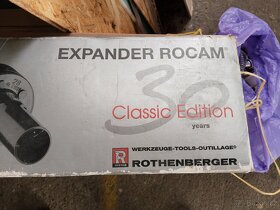 EXPANDER ROCAM®
30
Classic Edition
years
WERKZEUGE-TOOLS-OUTILLAGE®
R
ROTHENBERGER